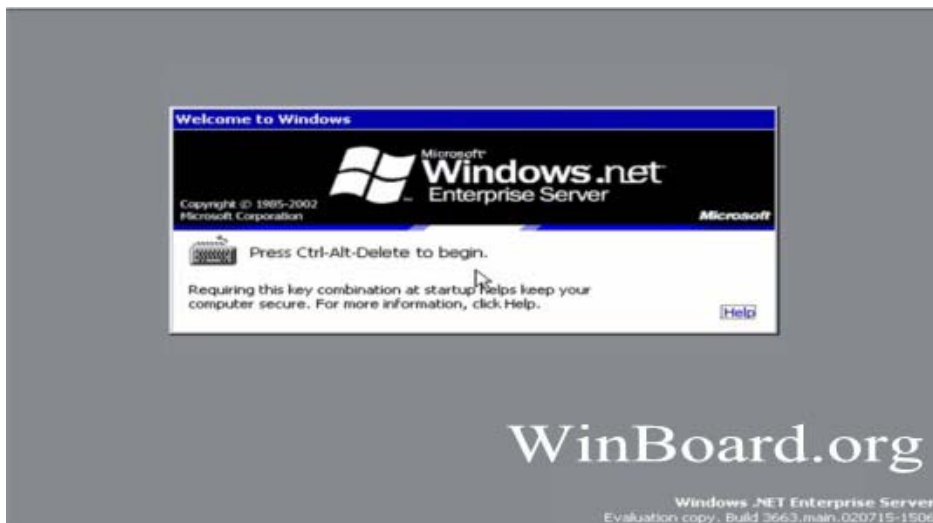 Welcome to Windows
Microsoft
Windows.net
Enterprise Server
Copyright © 1985-2002
Microsoft Corporation
Microsoft
Press Ctrl-Alt-Delete to begin.
Requiring this key combination at startup helps keep your
computer secure. For more information, click Help.
Help
WinBoard.org
Windows .NET Enterprise Server
Evaluation copy. Build 3663.main.020715-1506